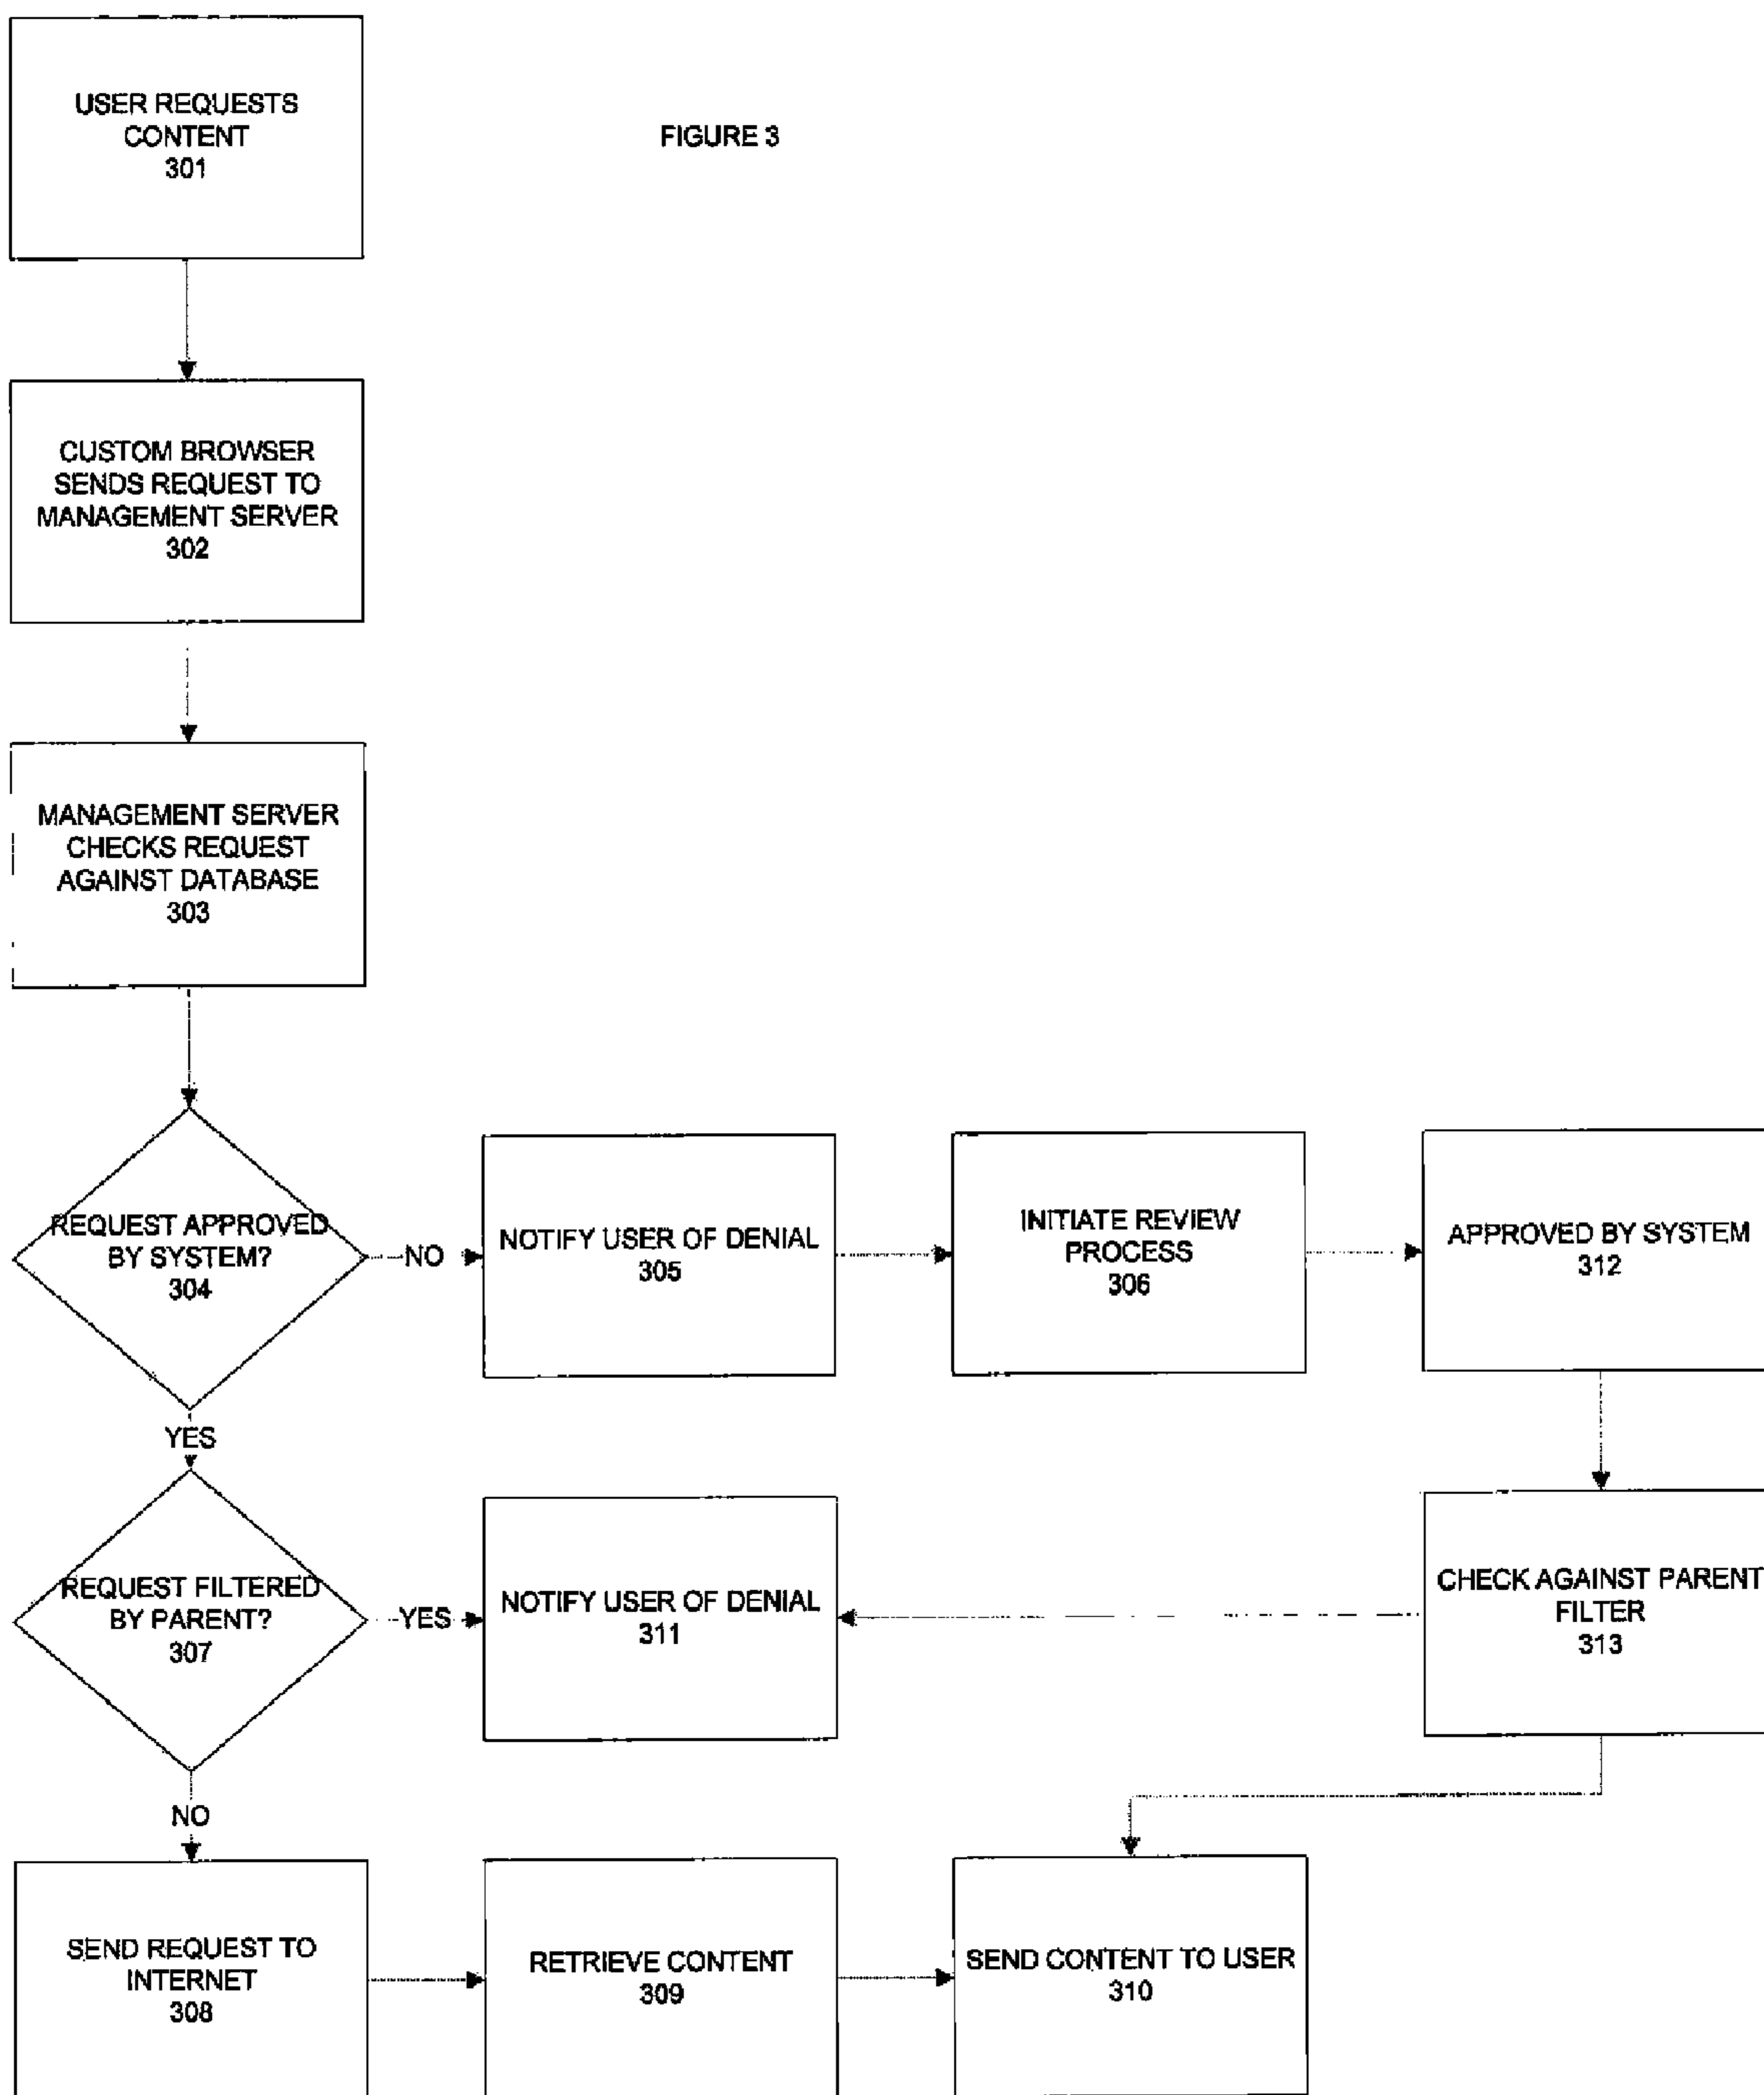 USER REQUESTS
CONTENT
301
FIGURE 3
CUSTOM BROWSER
SENDS REQUEST TO
MANAGEMENT SERVER
302
MANAGEMENT SERVER
CHECKS REQUEST
AGAINST DATABASE
303
REQUEST APPROVED
BY SYSTEM?
304
NO
NOTIFY USER OF DENIAL
305
INITIATE REVIEW
PROCESS
306
APPROVED BY SYSTEM
312
YES
REQUEST FILTERED
BY PARENT?
307
YES
NOTIFY USER OF DENIAL
311
CHECK AGAINST PARENT
FILTER
313
NO
SEND REQUEST TO
INTERNET
308
RETRIEVE CONTENT
309
SEND CONTENT TO USER
310